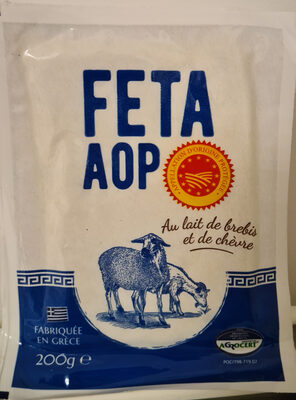 FETA
AOP
APPELLATION D'ORIGINE PROTÉGÉE
Au lait de brebis
et de chèvre
FABRIQUÉE
EN GRÈCE
200g e
AGROCERT